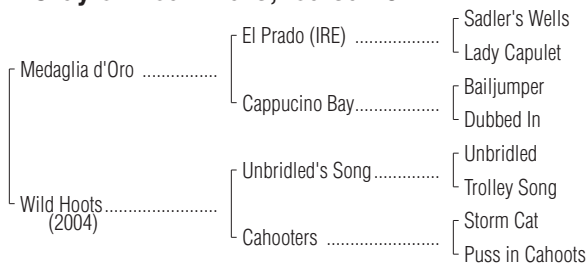 Sadler's Wells
El Prado (IRE) ...................
Lady Capulet
Medaglia d'Oro ................
Bailjumper
Cappucino Bay...................
Dubbed In
Unbridled
Unbridled's Song................
Trolley Song
Wild Hoots........................
(2004)
Storm Cat
Cahooters .........................
Puss in Cahoots